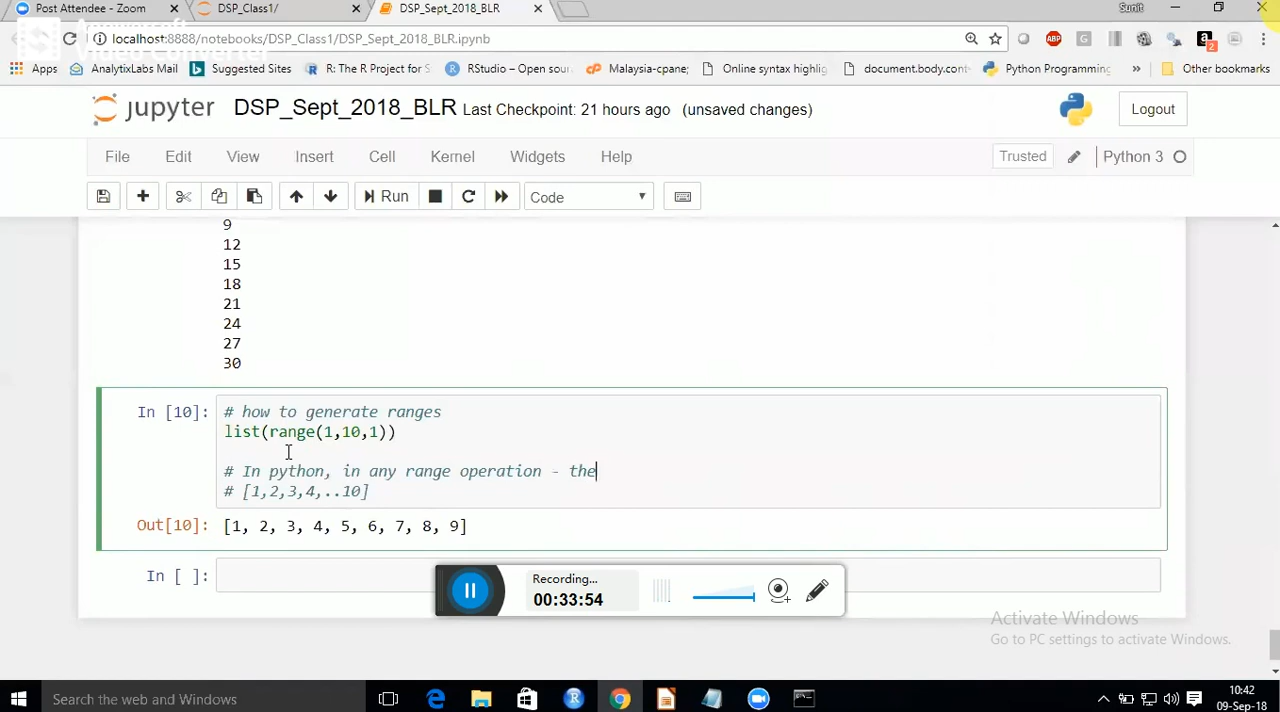 Post Attendee - Zoom
DSP_Class1/
DSP_Sept_2018_BLR
Sunit
localhost:8888/notebooks/DSP_Class1/DSP_Sept_2018_BLR.ipynb
Apps
AnalytixLabs Mail
Suggested Sites
R: The R Project for S
RStudio – Open sour
Malaysia-cpane;
Online syntax highlig
document.body.cont
Python Programming
»
Other bookmarks
jupyter
DSP_Sept_2018_BLR Last Checkpoint: 21 hours ago (unsaved changes)
Logout
File Edit View Insert Cell Kernel Widgets Help
Trusted
Python 3
Run
Code
9
12
15
18
21
24
27
30
In [10]:
# how to generate ranges
list(range(1,10,1))
# In python, in any range operation - the
# [1,2,3,4,..10]
Out[10]: [1, 2, 3, 4, 5, 6, 7, 8, 9]
In [ ]:
Recording...
00:33:54
Activate Windows
Go to PC settings to activate Windows.
Search the web and Windows
10:42
09-Sep-18